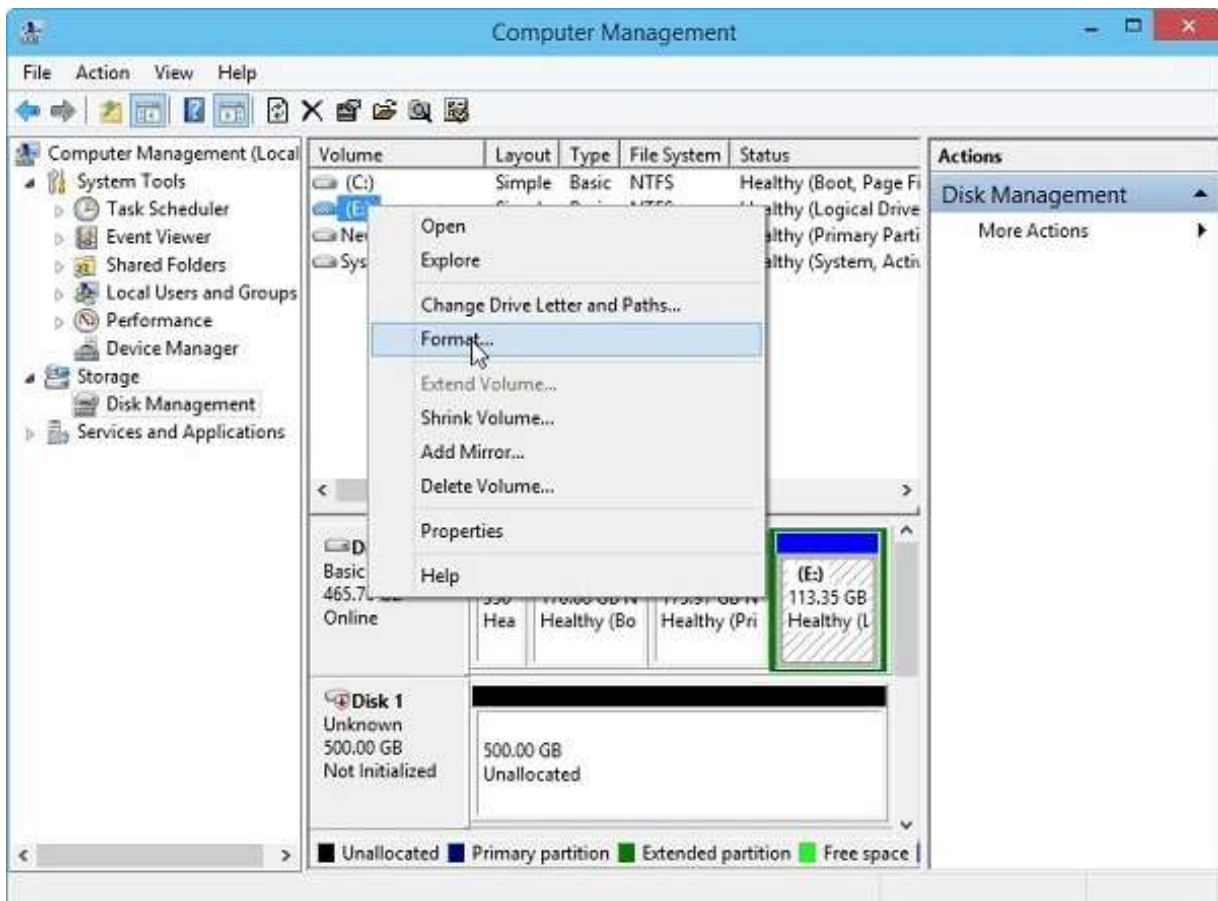 Computer Management
File Action View Help
Computer Management (Local
System Tools
Task Scheduler
Event Viewer
Shared Folders
Local Users and Groups
Performance
Device Manager
Storage
Disk Management
Services and Applications
Volume Layout Type File System Status
(C:) Simple Basic NTFS Healthy (Boot, Page Fi
(E: althy (Logical Drive
Ne althy (Primary Parti
Sys althy (System, Activ
Open
Explore
Change Drive Letter and Paths...
Format...
Extend Volume...
Shrink Volume...
Add Mirror...
Delete Volume...
Properties
Help
D
Basic
Online
Hea Healthy (Bo Healthy (Pri
(E:)
113.35 GB
Healthy (L
Disk 1
Unknown
500.00 GB
Not Initialized
500.00 GB
Unallocated
Unallocated Primary partition Extended partition Free space
Actions
Disk Management
More Actions